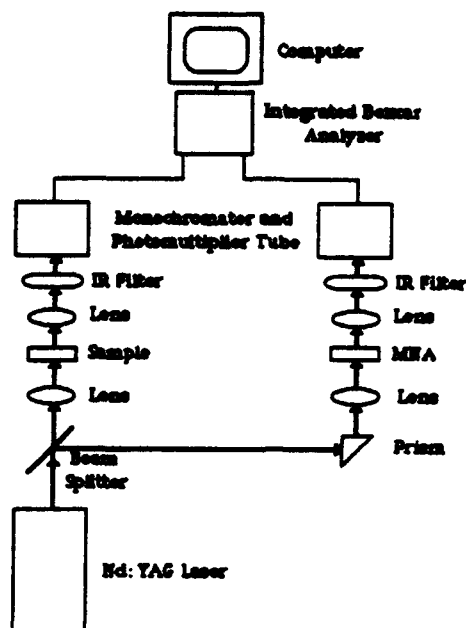 Computer
Integrated Boxcar
Analyzer
Monochromater and
Photomultiplier Tube
IR Filter
IR Filter
Lens
Lens
Sample
MNA
Lens
Lens
Prism
Beam
Splitter
Nd: YAG Laser